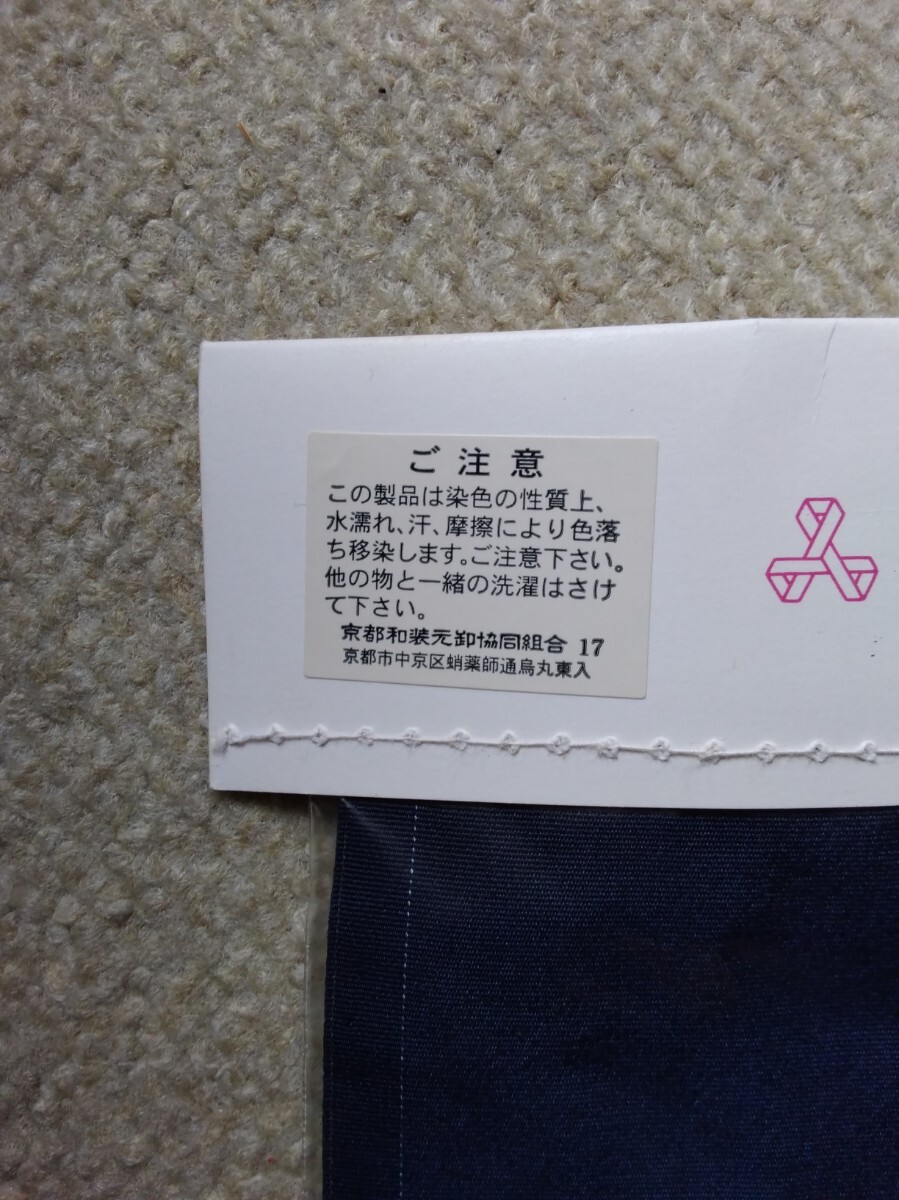 ご注意
この製品は染色の性質上、
水濡れ、汗、摩擦により色落
ち移染します。ご注意下さい。
他の物と一緒の洗濯はさけ
て下さい。
京都和装元卸協同組合 17
京都市中京区蛸薬師通烏丸東入